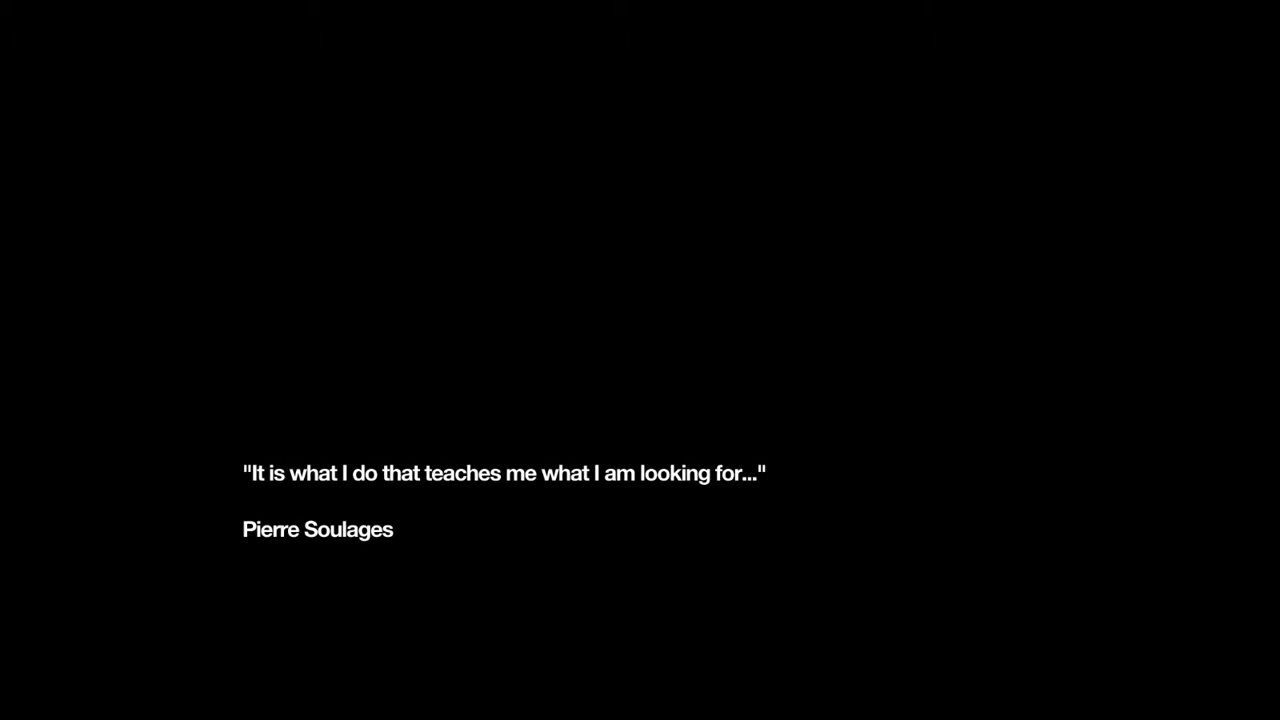 "It is what I do that teaches me what I am looking for..."
Pierre Soulages